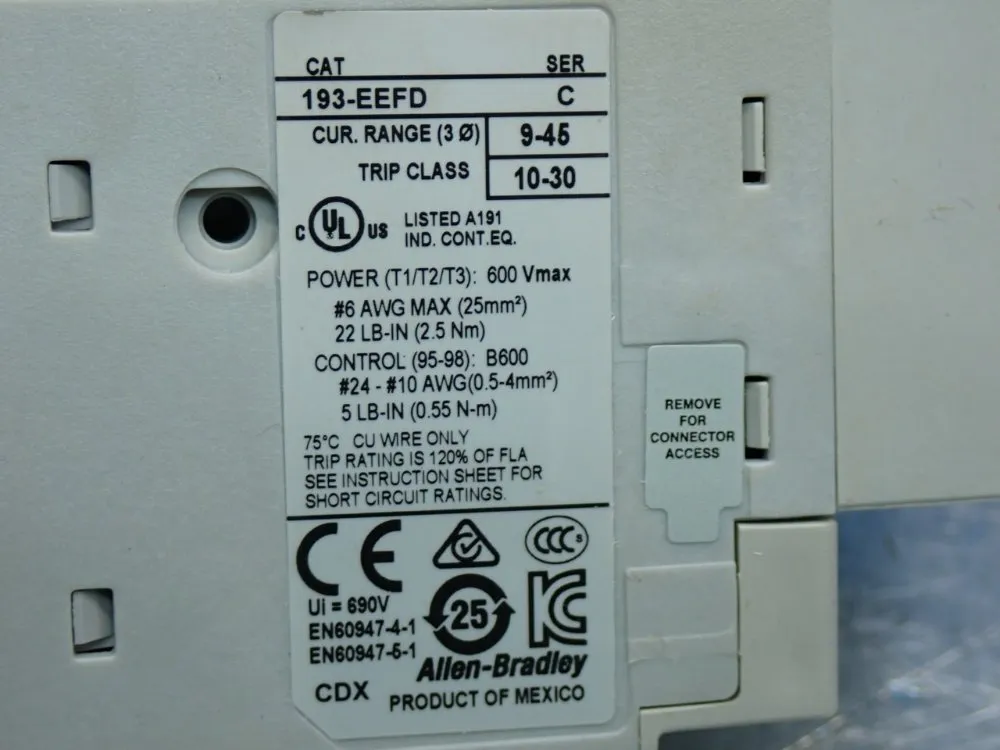 CAT SER
193-EEFD C
CUR. RANGE (3 Ø) 9-45
TRIP CLASS 10-30
C UL US LISTED A191
IND. CONT.EQ.
POWER (T1/T2/T3): 600 Vmax
#6 AWG MAX (25mm²)
22 LB-IN (2.5 Nm)
CONTROL (95-98): B600
#24 - #10 AWG(0.5-4mm²)
5 LB-IN (0.55 N-m)
75°C CU WIRE ONLY
TRIP RATING IS 120% OF FLA
SEE INSTRUCTION SHEET FOR
SHORT CIRCUIT RATINGS.
CE CCC S
Ui = 690V 25 KC
EN60947-4-1
EN60947-5-1
Allen-Bradley
CDX PRODUCT OF MEXICO
REMOVE
FOR
CONNECTOR
ACCESS